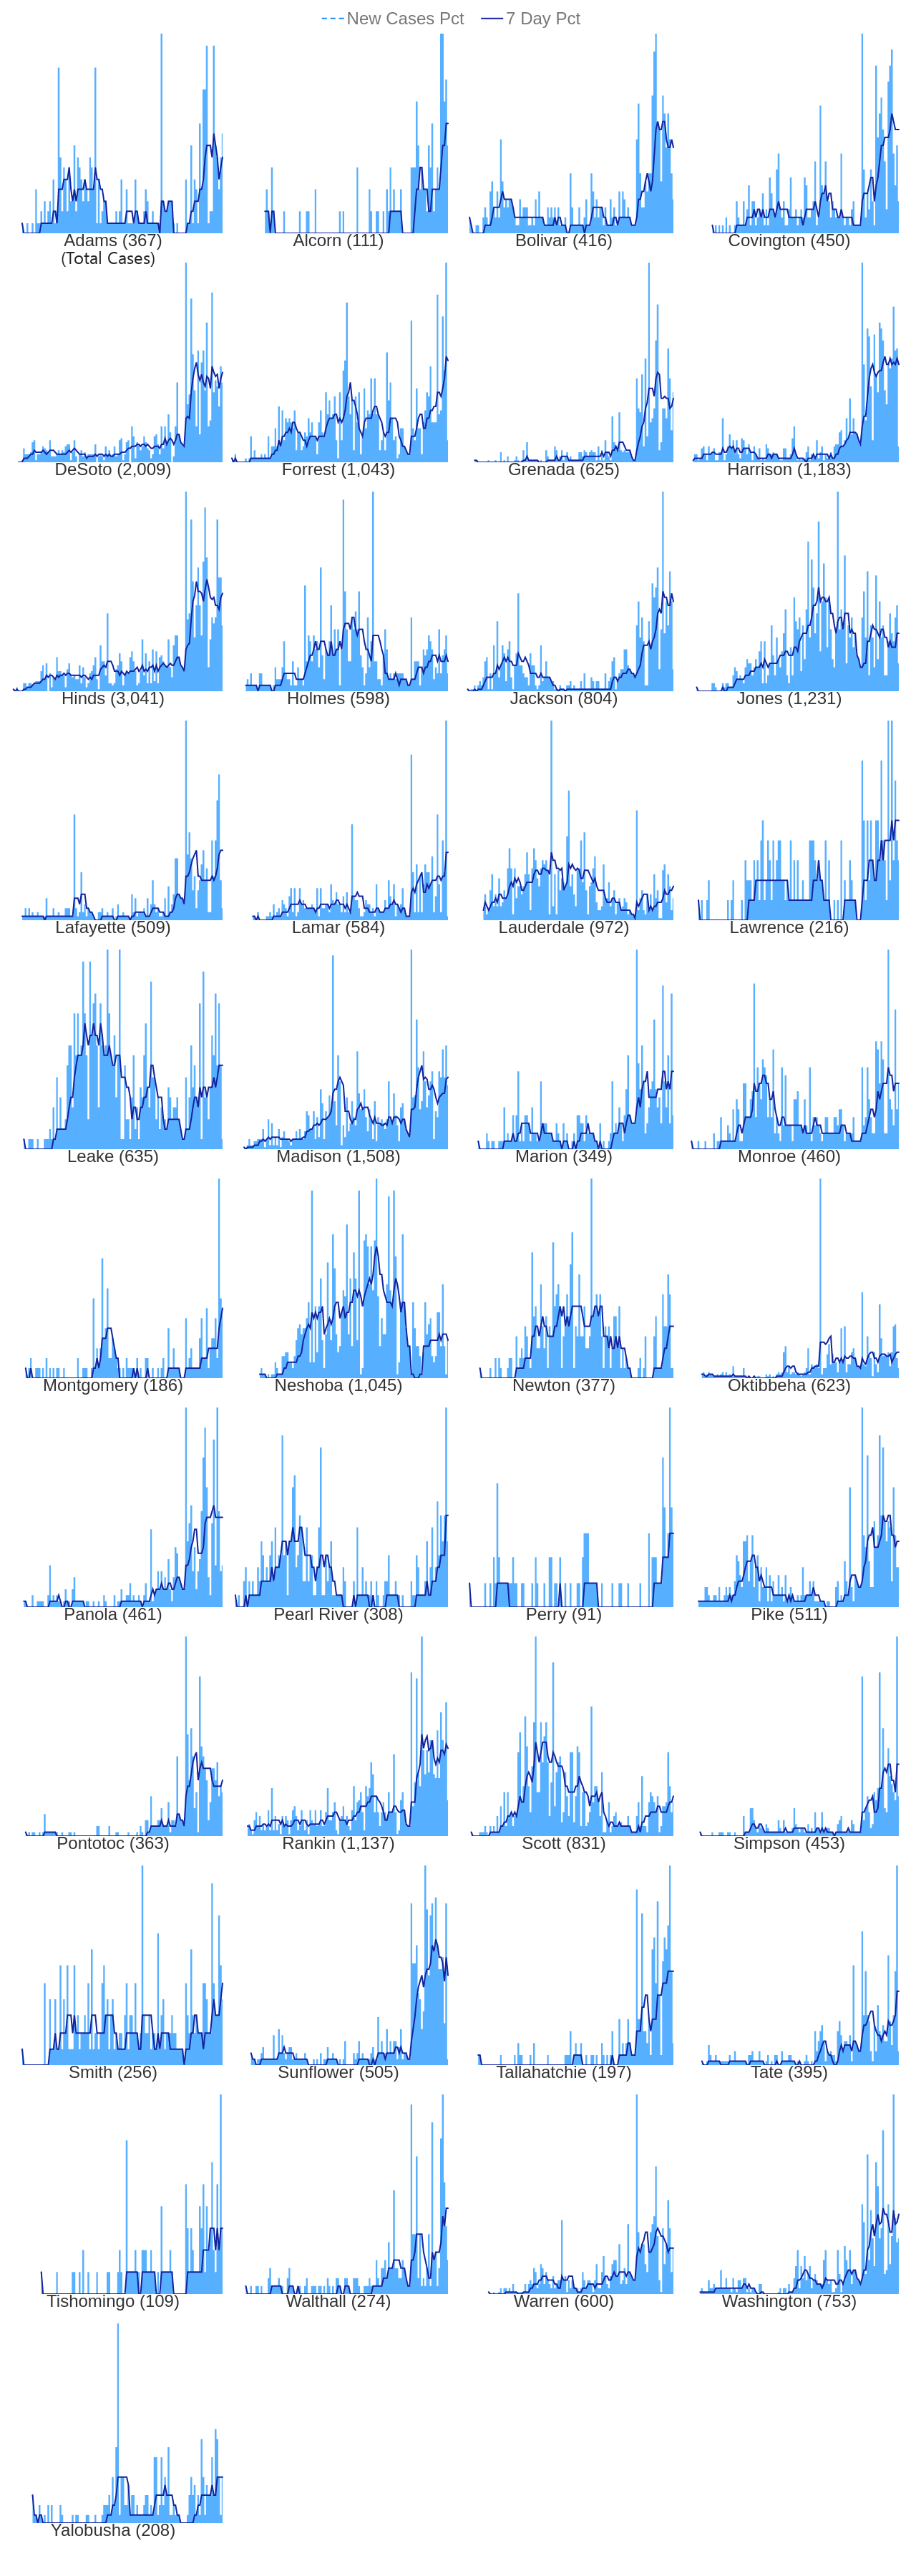 New Cases Pct 7 Day Pct
Adams (367) Alcorn (111) Bolivar (416) Covington (450)
(Total Cases)
DeSoto (2,009) Forrest (1,043) Grenada (625) Harrison (1,183)
Hinds (3,041) Holmes (598) Jackson (804) Jones (1,231)
Lafayette (509) Lamar (584) Lauderdale (972) Lawrence (216)
Leake (635) Madison (1,508) Marion (349) Monroe (460)
Montgomery (186) Neshoba (1,045) Newton (377) Oktibbeha (623)
Panola (461) Pearl River (308) Perry (91) Pike (511)
Pontotoc (363) Rankin (1,137) Scott (831) Simpson (453)
Smith (256) Sunflower (505) Tallahatchie (197) Tate (395)
Tishomingo (109) Walthall (274) Warren (600) Washington (753)
Yalobusha (208)